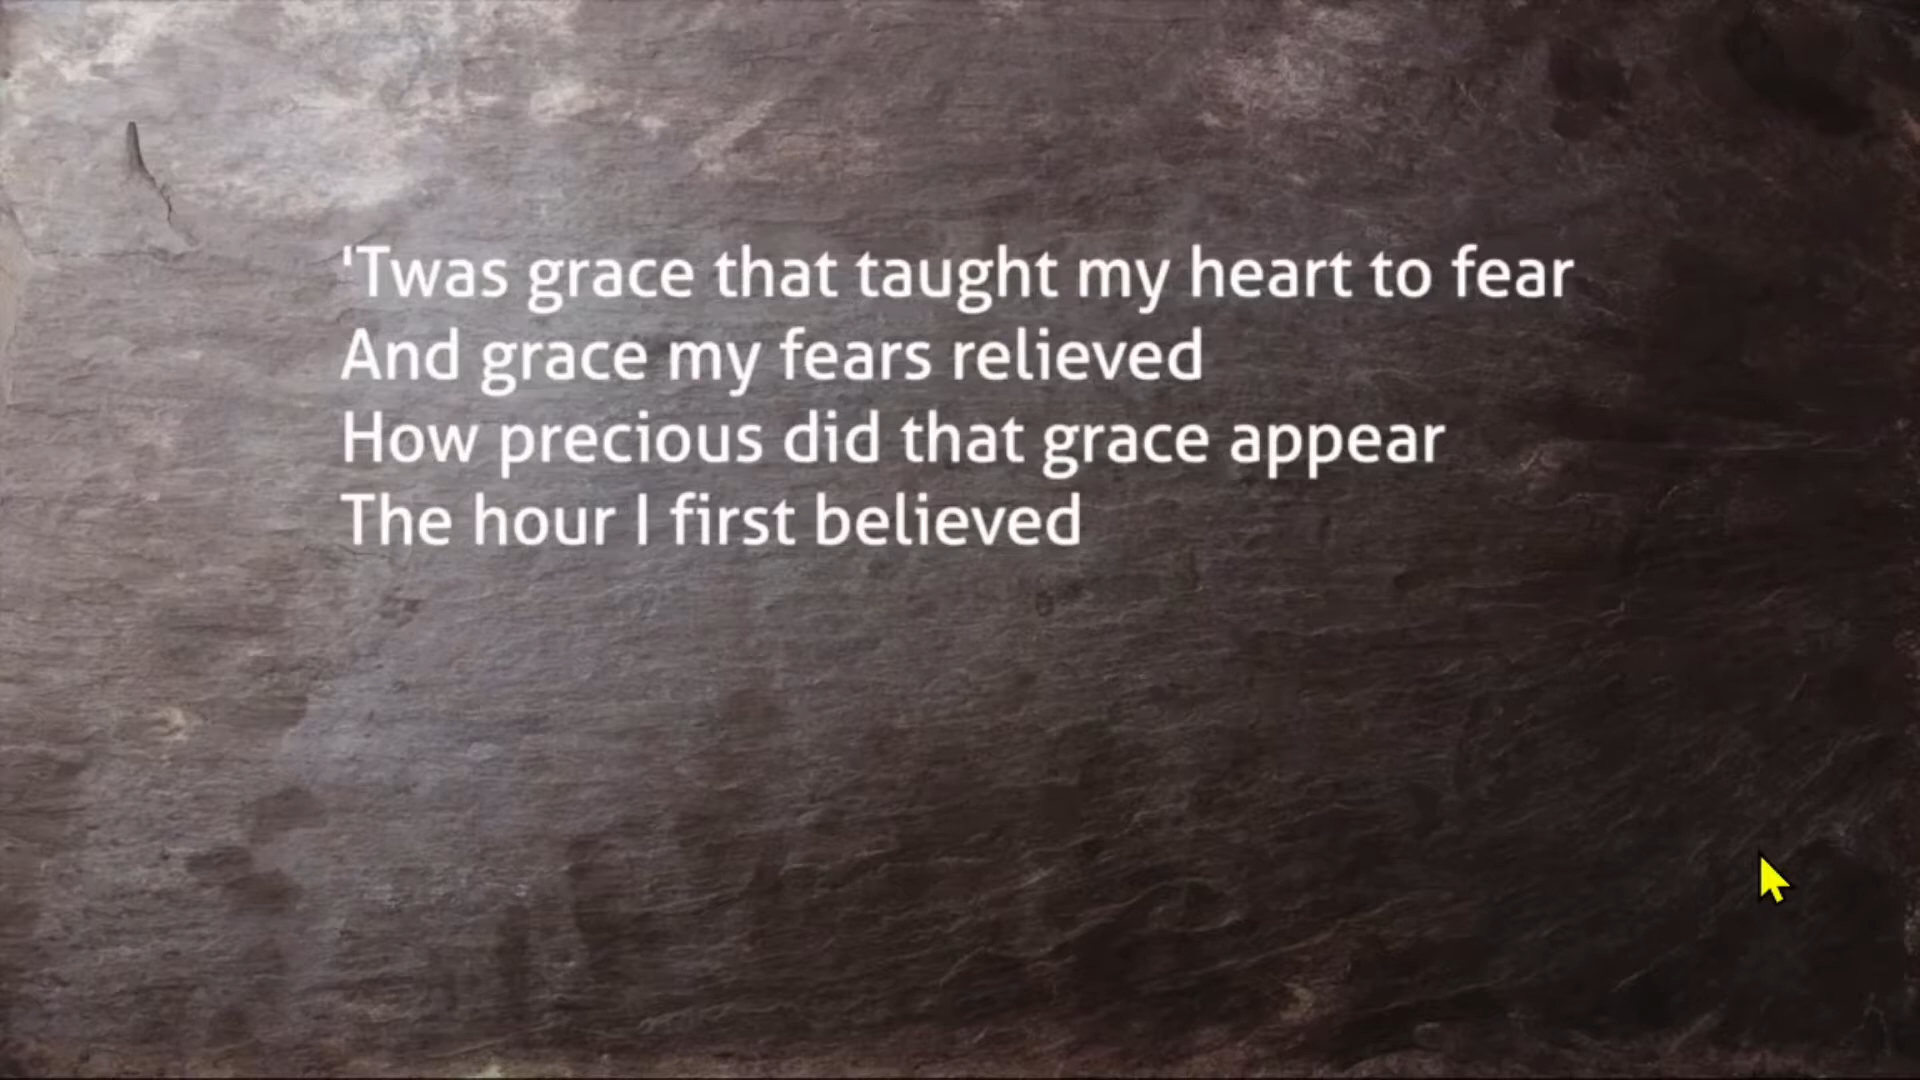 'Twas grace that taught my heart to fear
And grace my fears relieved
How precious did that grace appear
The hour I first believed